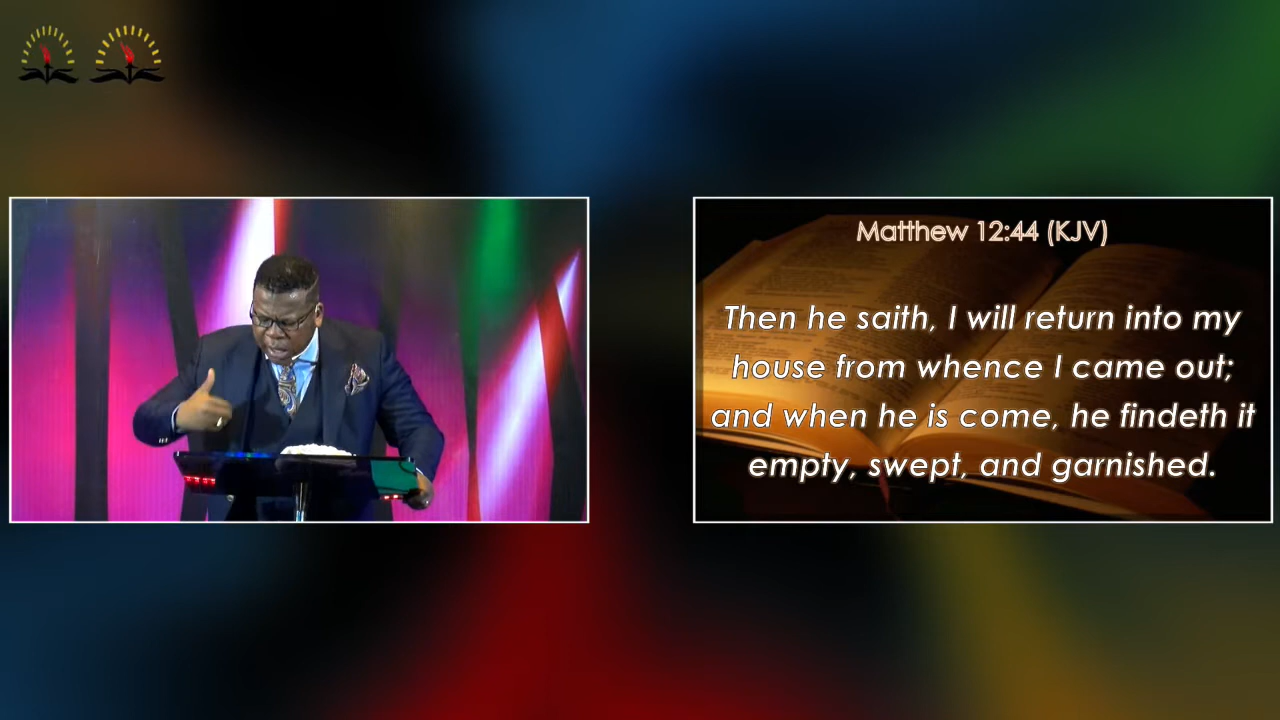 Matthew 12:44 (KJV)
Then he saith, I will return into my
house from whence I came out;
and when he is come, he findeth it
empty, swept, and garnished.